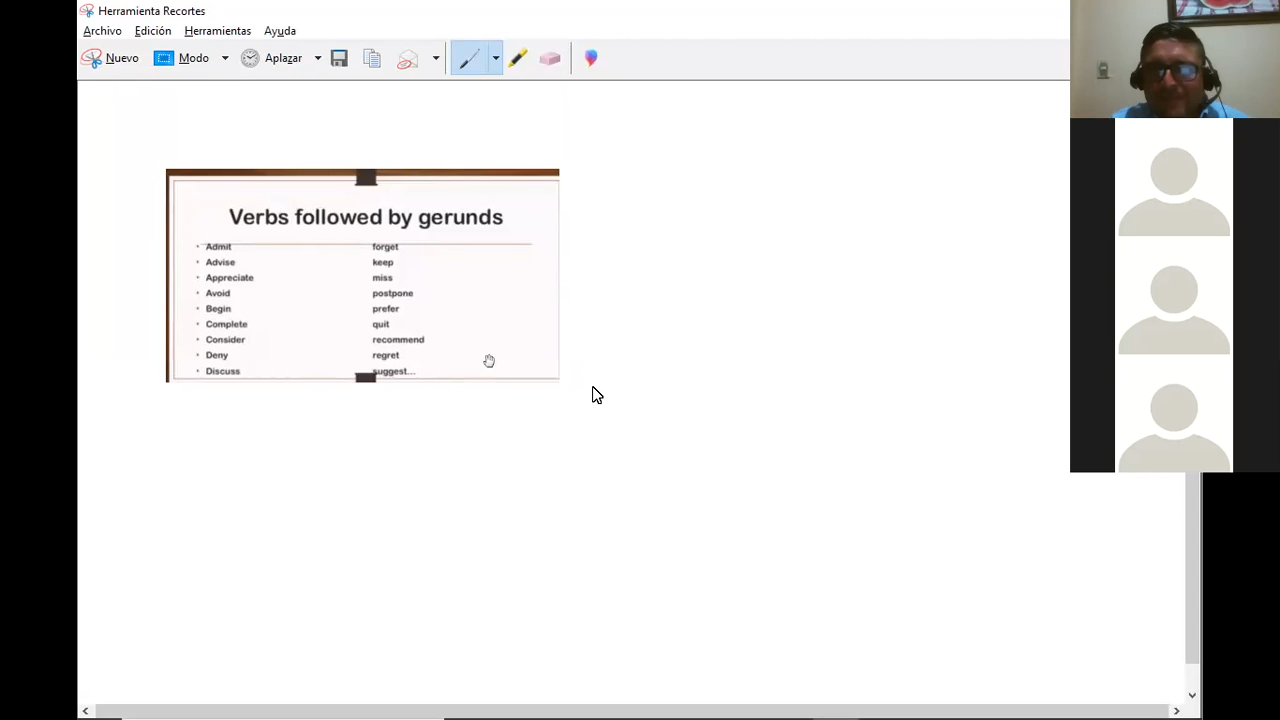 Herramienta Recortes
Archivo Edición Herramientas Ayuda
Nuevo Modo Aplazar
Verbs followed by gerunds
• Admit forget
• Advise keep
• Appreciate miss
• Avoid postpone
• Begin prefer
• Complete quit
• Consider recommend
• Deny regret
• Discuss suggest...